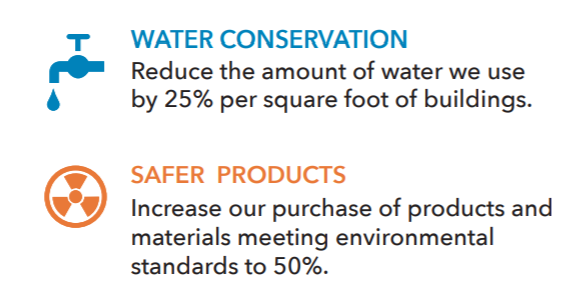 WATER CONSERVATION
Reduce the amount of water we use
by 25% per square foot of buildings.
SAFER PRODUCTS
Increase our purchase of products and
materials meeting environmental
standards to 50%.